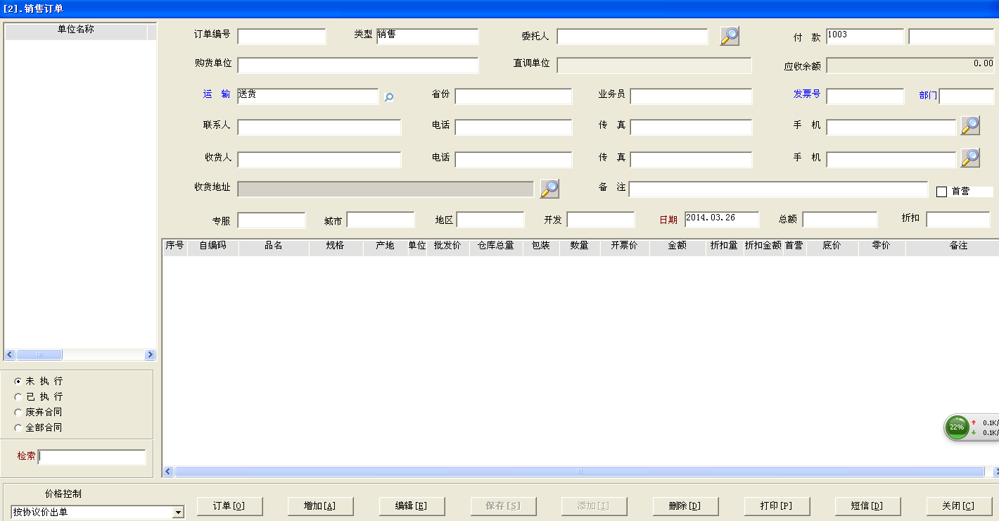 [2].销售订单
单位名称
订单编号 类型 销售 委托人 付 款 1003
购货单位 直调单位 应收余额 0.00
运 输 送货 省份 业务员 发票号 部门
联系人 电话 传 真 手 机
收货人 电话 传 真 手 机
收货地址 备 注 首营
专服 城市 地区 开发 日期 2014.03.26 总额 折扣
序号 自编码 品名 规格 产地 单位 批发价 仓库总量 包装 数量 开票价 金额 折扣量 折扣金额 首营 底价 零价 备注
未 执 行
已 执 行
废弃合同
全部合同
检索
22% 0.1K/
0.1K/
价格控制
按协议价出单
订单[O] 增加[A] 编辑[E] 保存[S] 添加[I] 删除[D] 打印[P] 短信[D] 关闭[C]